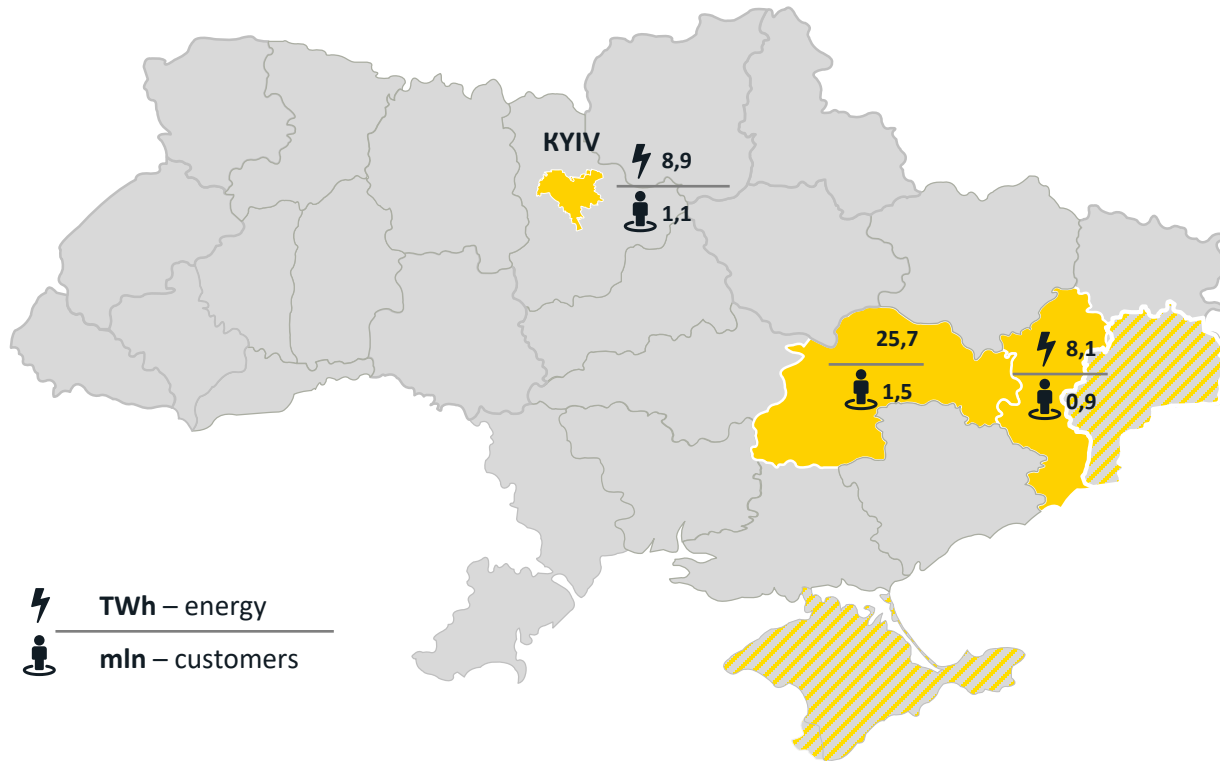 KYIV
8,9
1,1
25,7
1,5
8,1
0,9
TWh – energy
mln – customers